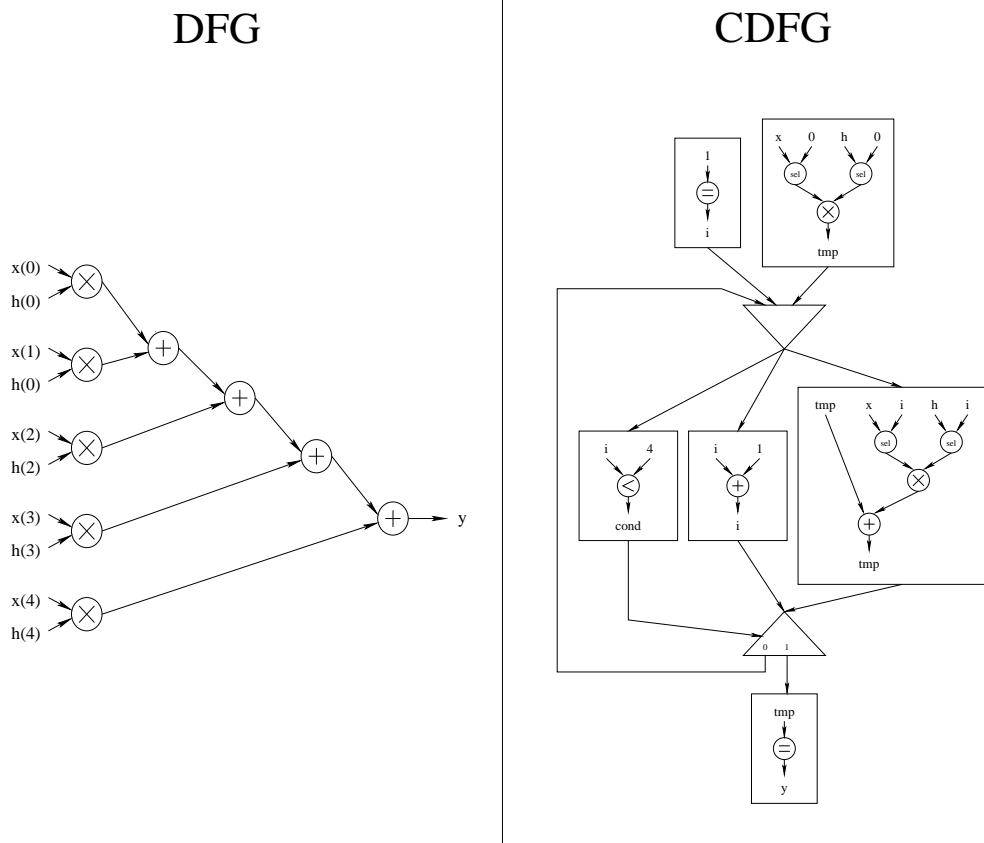 DFG
x(0)
h(0)
x(1)
h(0)
x(2)
h(2)
x(3)
h(3)
x(4)
h(4)
×
×
×
×
×
+
+
+
+
y
CDFG
1
=
i
x 0 h 0
sel sel
×
tmp
i 4
<
cond
i 1
+
i
tmp x i h i
sel sel
×
+
tmp
0 1
tmp
=
y